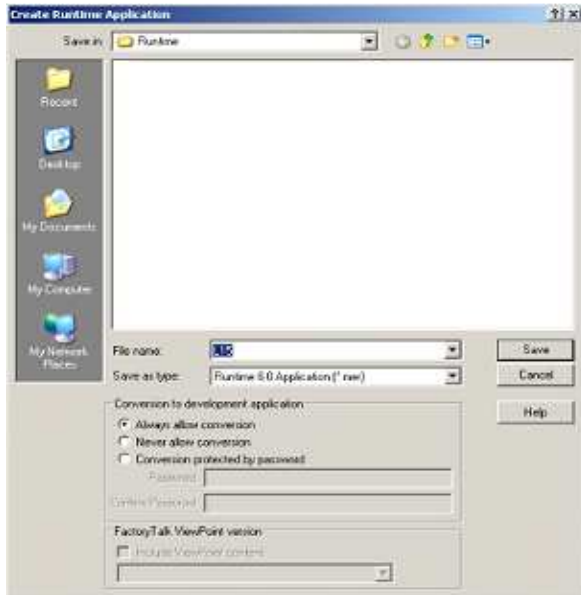 Create Runtime Application
Save in: Runtime
Recent
Desktop
My Documents
My Computer
My Network Places
File name: L15
Save as type: Runtime 6.0 Application (*.mer)
Save
Cancel
Help
Conversion to development application
Always allow conversion
Never allow conversion
Conversion protected by password
Password:
Confirm Password:
FactoryTalk ViewPoint version
Include ViewPoint content